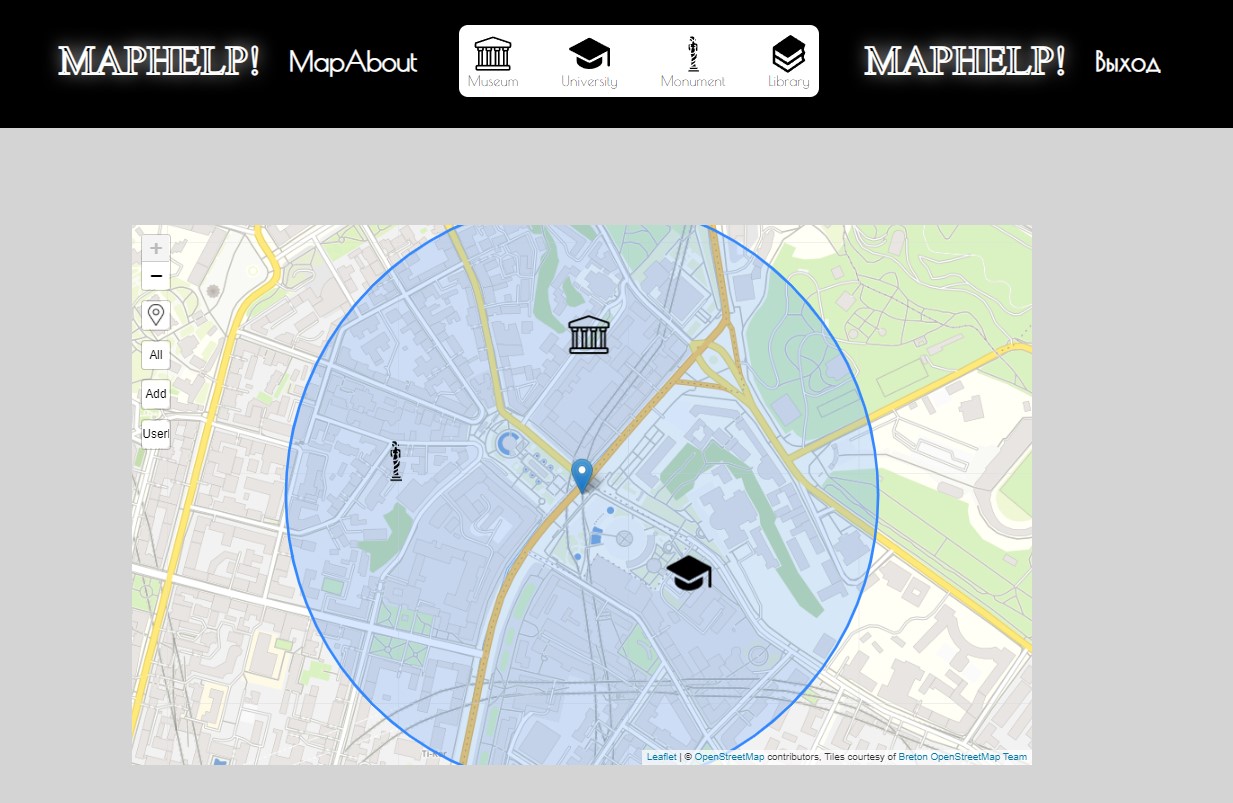 MAPHELP! MapAbout
Museum University Monument Library
MAPHELP! Выход
+
−
All
Add
User
Leaflet | © OpenStreetMap contributors, Tiles courtesy of Breton OpenStreetMap Team